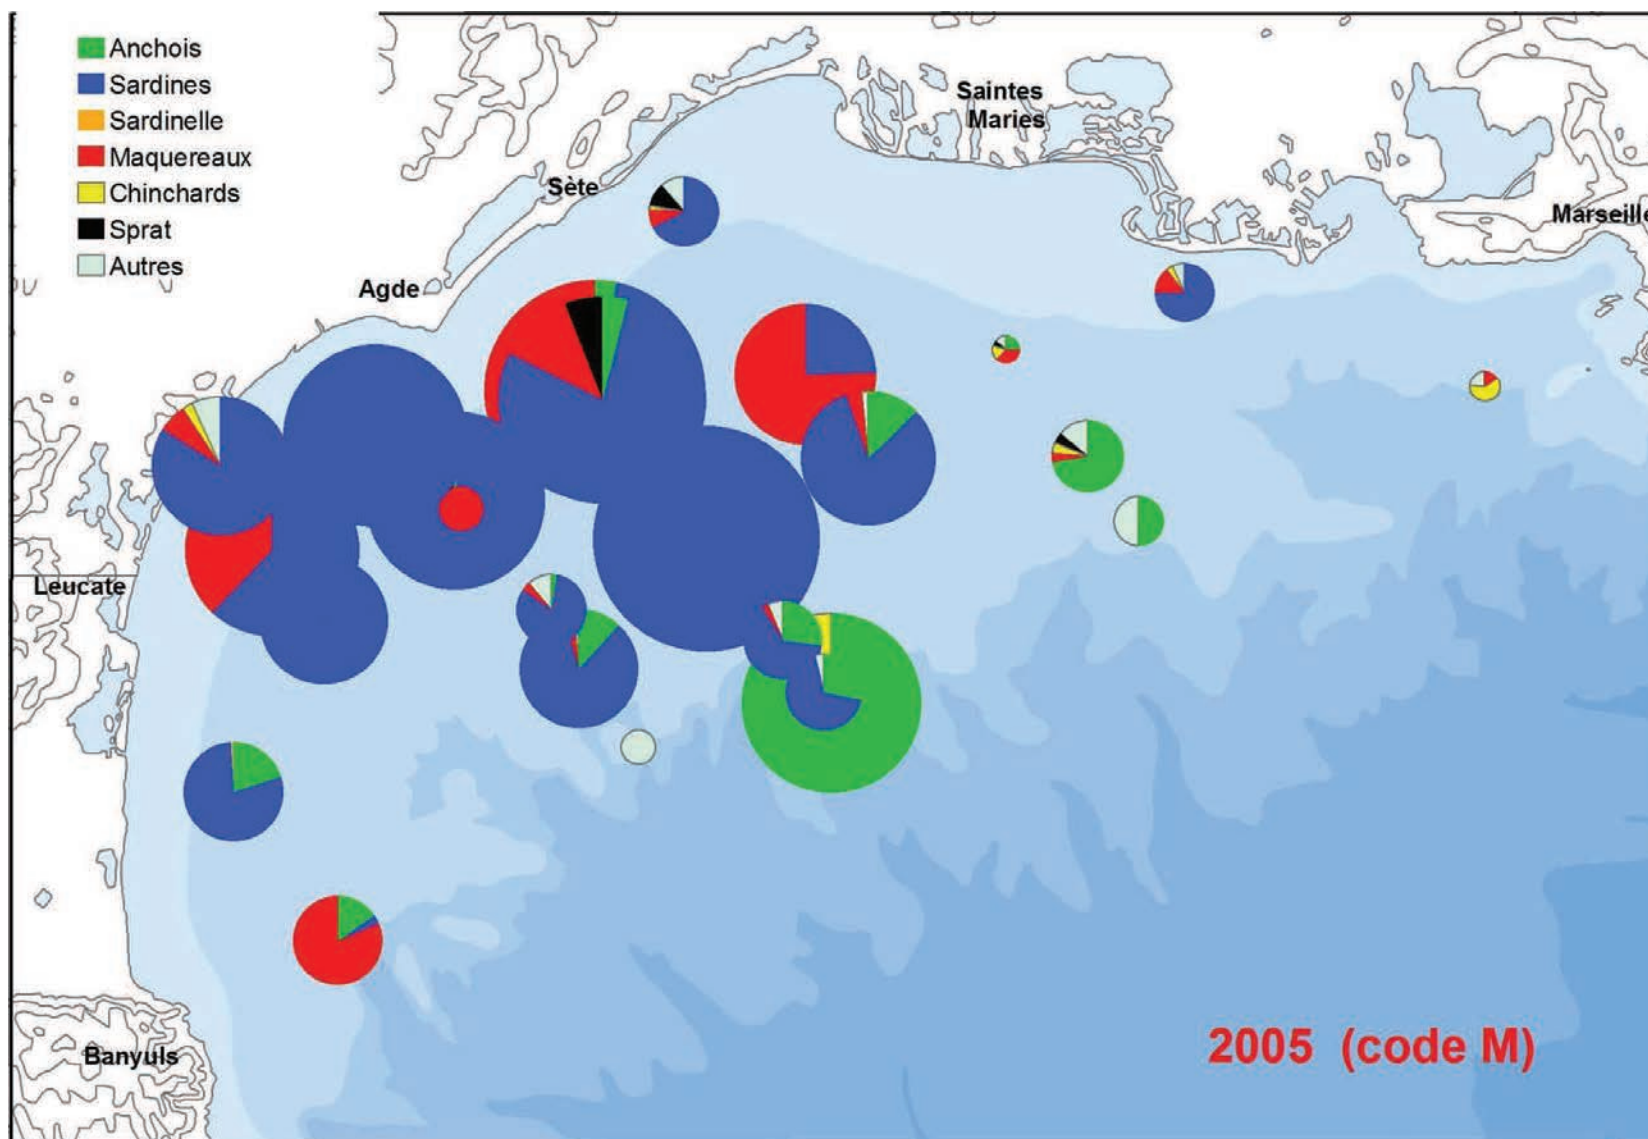 Anchois
Sardines
Sardinelle
Maquereaux
Chinchards
Sprat
Autres
Saintes
Maries
Sète
Marseille
Agde
Leucate
Banyuls
2005 (code M)